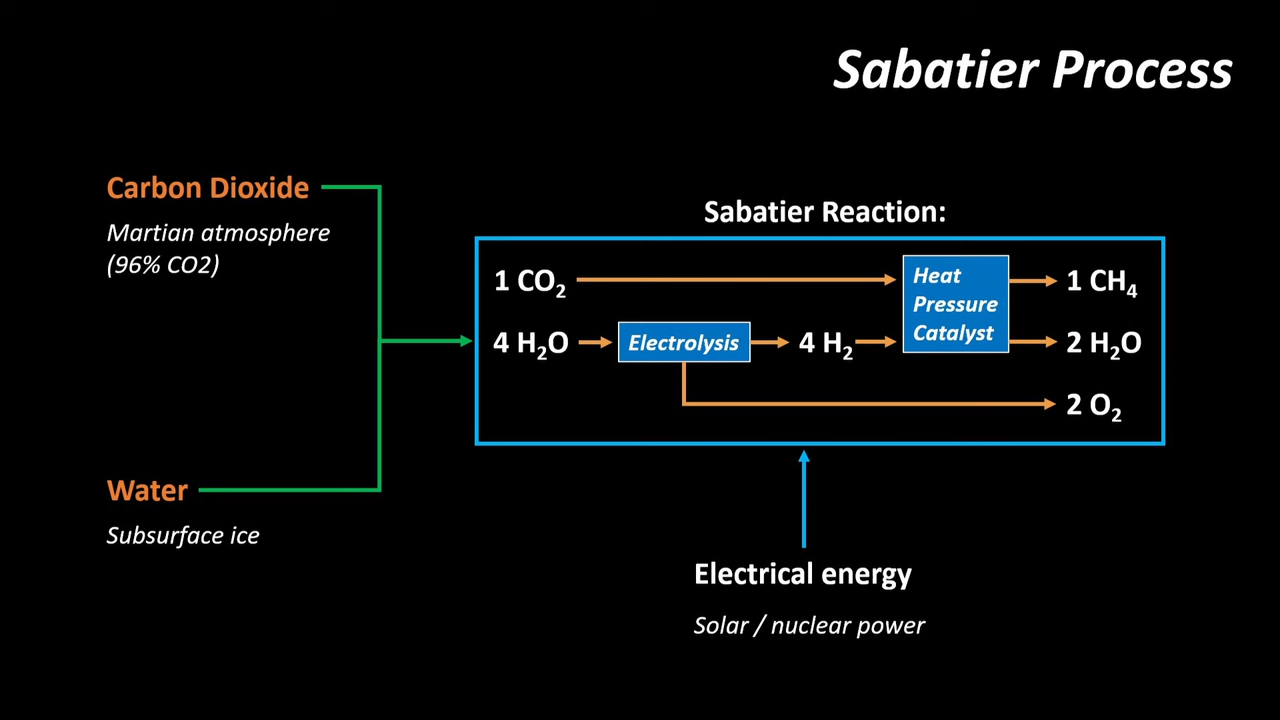 Sabatier Process
Carbon Dioxide
Martian atmosphere
(96% CO2)
Water
Subsurface ice
Sabatier Reaction:
1 CO₂
Heat
Pressure
Catalyst
1 CH₄
4 H₂O
Electrolysis
4 H₂
2 H₂O
2 O₂
Electrical energy
Solar / nuclear power